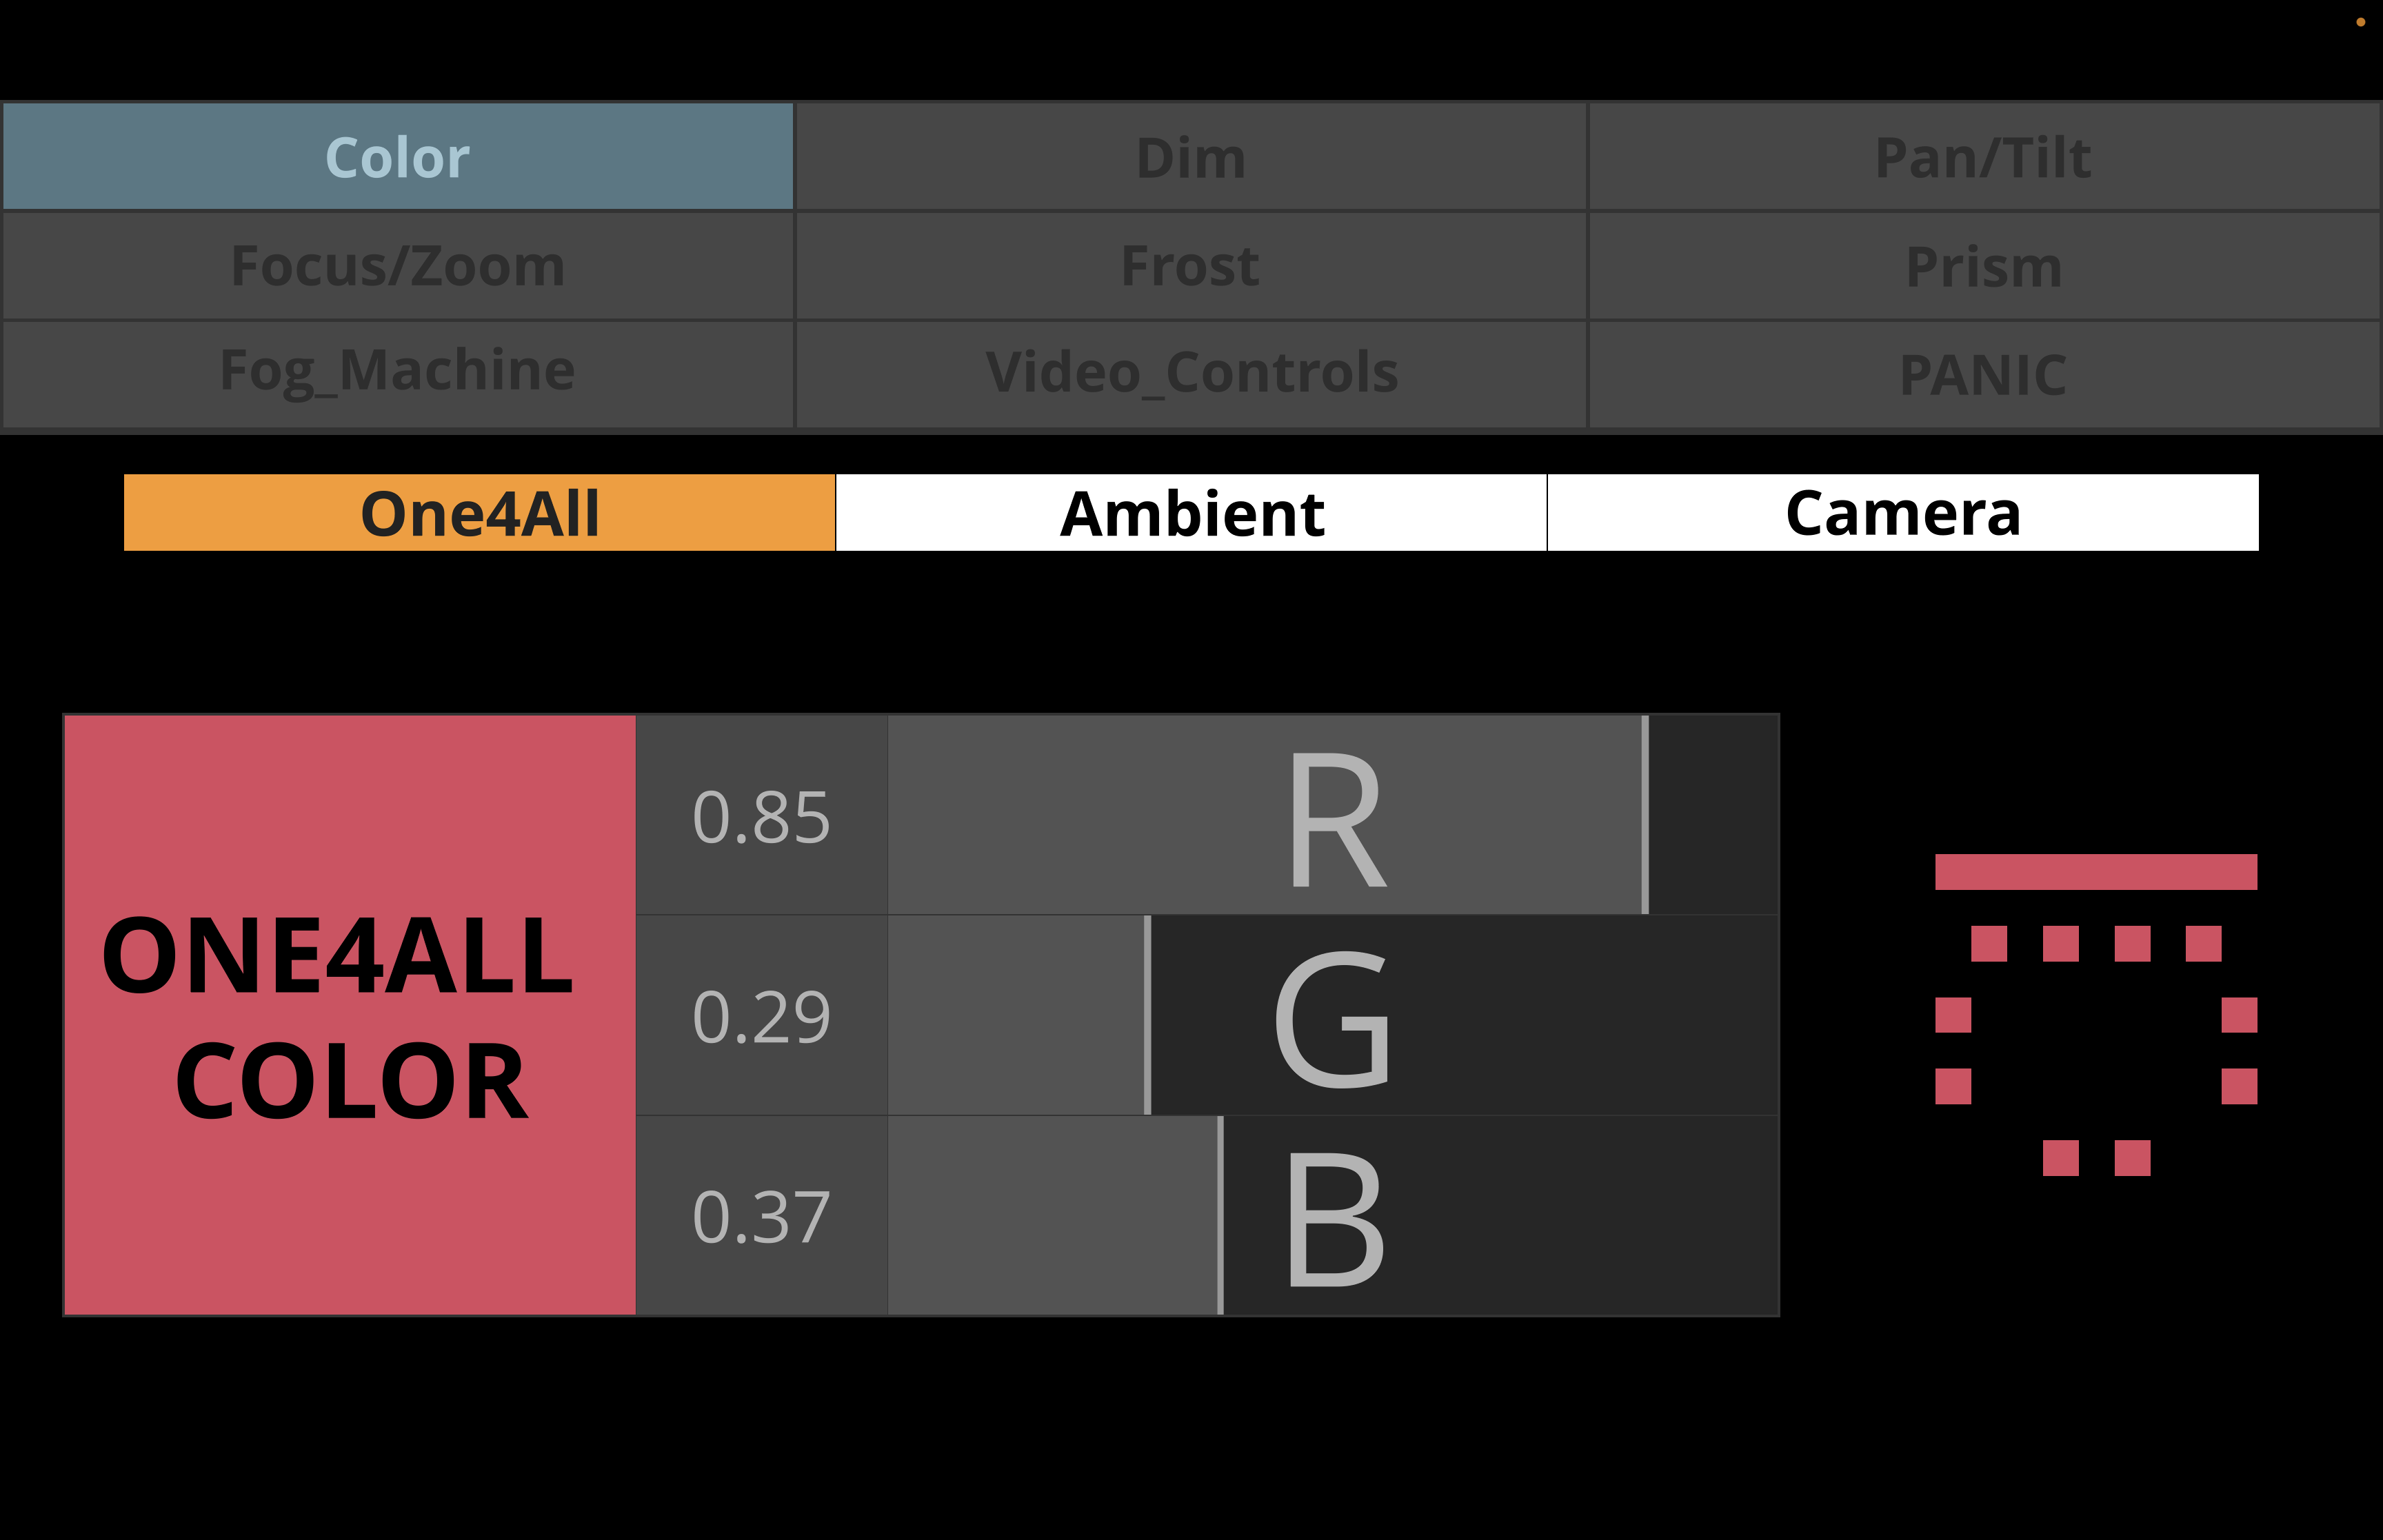 Color
Dim
Pan/Tilt
Focus/Zoom
Frost
Prism
Fog_Machine
Video_Controls
PANIC
One4All
Ambient
Camera
ONE4ALL
COLOR
0.85
R
0.29
G
0.37
B